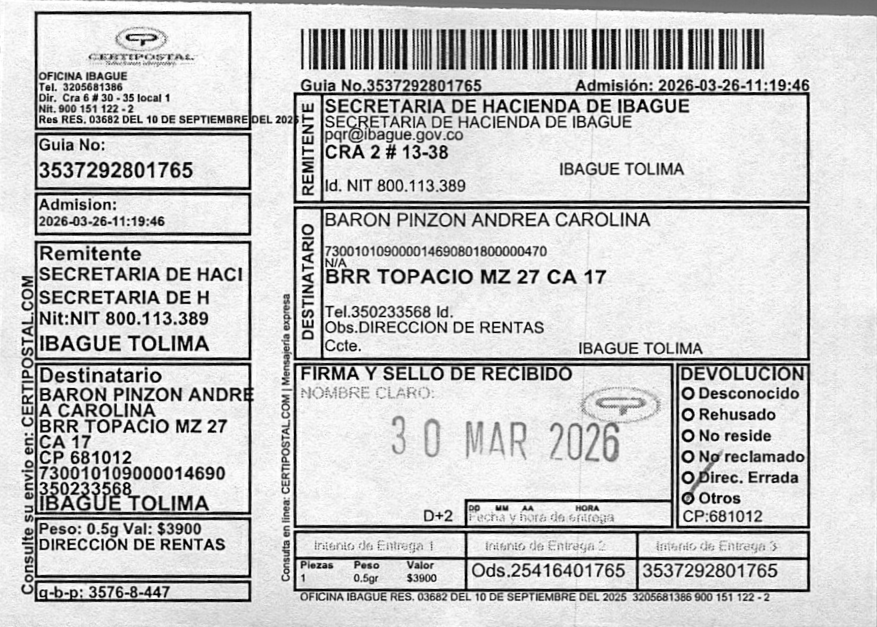 CERTIPOSTAL
OFICINA IBAGUE
Tel. 3205681386
Dir. Cra 6 # 30 - 35 local 1
Nit. 900 151 122 - 2
Res RES. 03682 DEL 10 DE SEPTIEMBRE DEL 2025
Guia No:
3537292801765
Admision:
2026-03-26-11:19:46
Remitente
SECRETARIA DE HACI
SECRETARIA DE H
Nit:NIT 800.113.389
IBAGUE TOLIMA
Destinatario
BARON PINZON ANDRE
A CAROLINA
BRR TOPACIO MZ 27
CA 17
CP 681012
730010109000014690
350233568
IBAGUE TOLIMA
Peso: 0.5g Val: $3900
DIRECCIÓN DE RENTAS
q-b-p: 3576-8-447
Consulte su envio en: CERTIPOSTAL.COM
Guia No.3537292801765 Admisión: 2026-03-26-11:19:46
REMITENTE
SECRETARIA DE HACIENDA DE IBAGUE
SECRETARIA DE HACIENDA DE IBAGUE
pqr@ibague.gov.co
CRA 2 # 13-38
IBAGUE TOLIMA
Id. NIT 800.113.389
DESTINATARIO
BARON PINZON ANDREA CAROLINA
730010109000014690801800000470
N/A
BRR TOPACIO MZ 27 CA 17
Tel.350233568 Id.
Obs.DIRECCION DE RENTAS
Ccte. IBAGUE TOLIMA
Consulta en linea: CERTIPOSTAL.COM | Mensajería expresa
FIRMA Y SELLO DE RECIBIDO
NOMBRE CLARO:
30 MAR 2026
D+2
DD MM AA HORA
Fecha y hora de entrega
DEVOLUCION
Desconocido
Rehusado
No reside
No reclamado
Direc. Errada
Otros
CP:681012
Intento de Entrega 1 Intento de Entrega 2 Intento de Entrega 3
Piezas Peso Valor
1 0.5gr $3900
Ods.25416401765 3537292801765
OFICINA IBAGUE RES. 03682 DEL 10 DE SEPTIEMBRE DEL 2025 3205681386 900 151 122 - 2